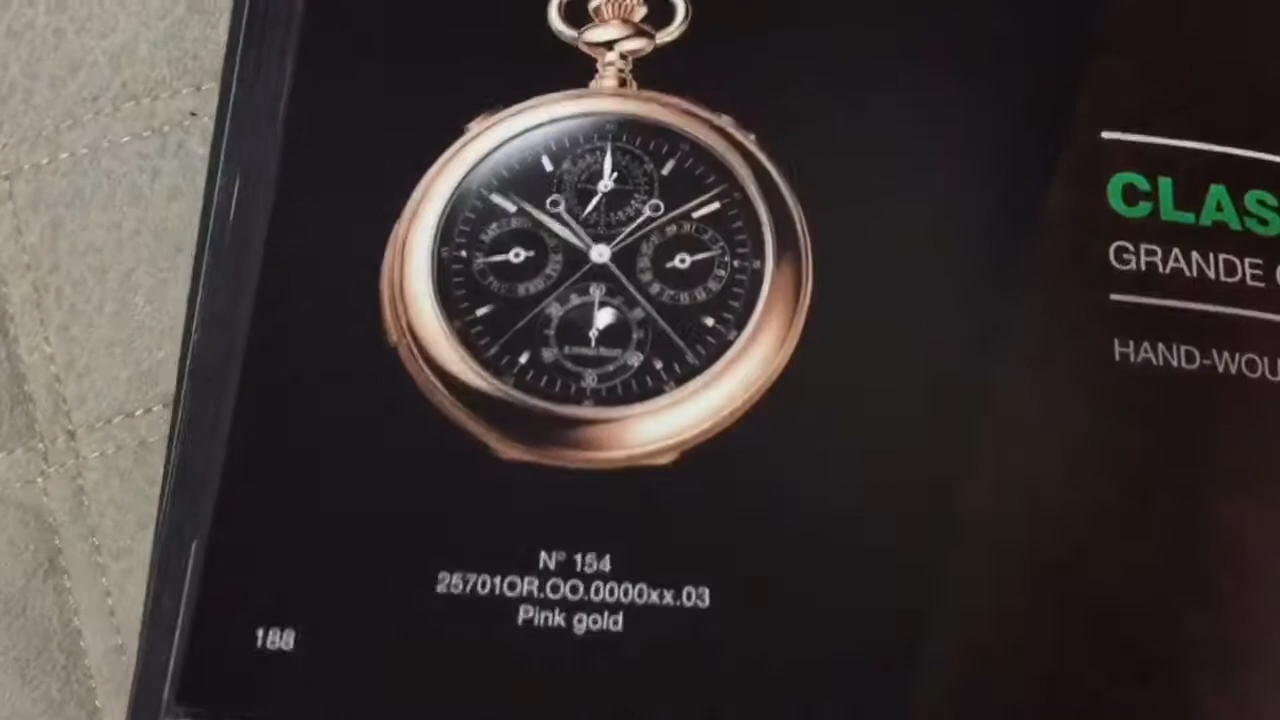 N° 154
25701OR.OO.0000xx.03
Pink gold
188
CLAS
GRANDE
HAND-WOU